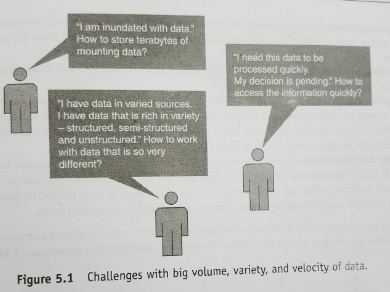 "I am inundated with data."
How to store terabytes of
mounting data?
"I need this data to be
processed quickly.
My decision is pending." How to
access the information quickly?
"I have data in varied sources.
I have data that is rich in variety
– structured, semi-structured
and unstructured." How to work
with data that is so very
different?
Figure 5.1 Challenges with big volume, variety, and velocity of data.